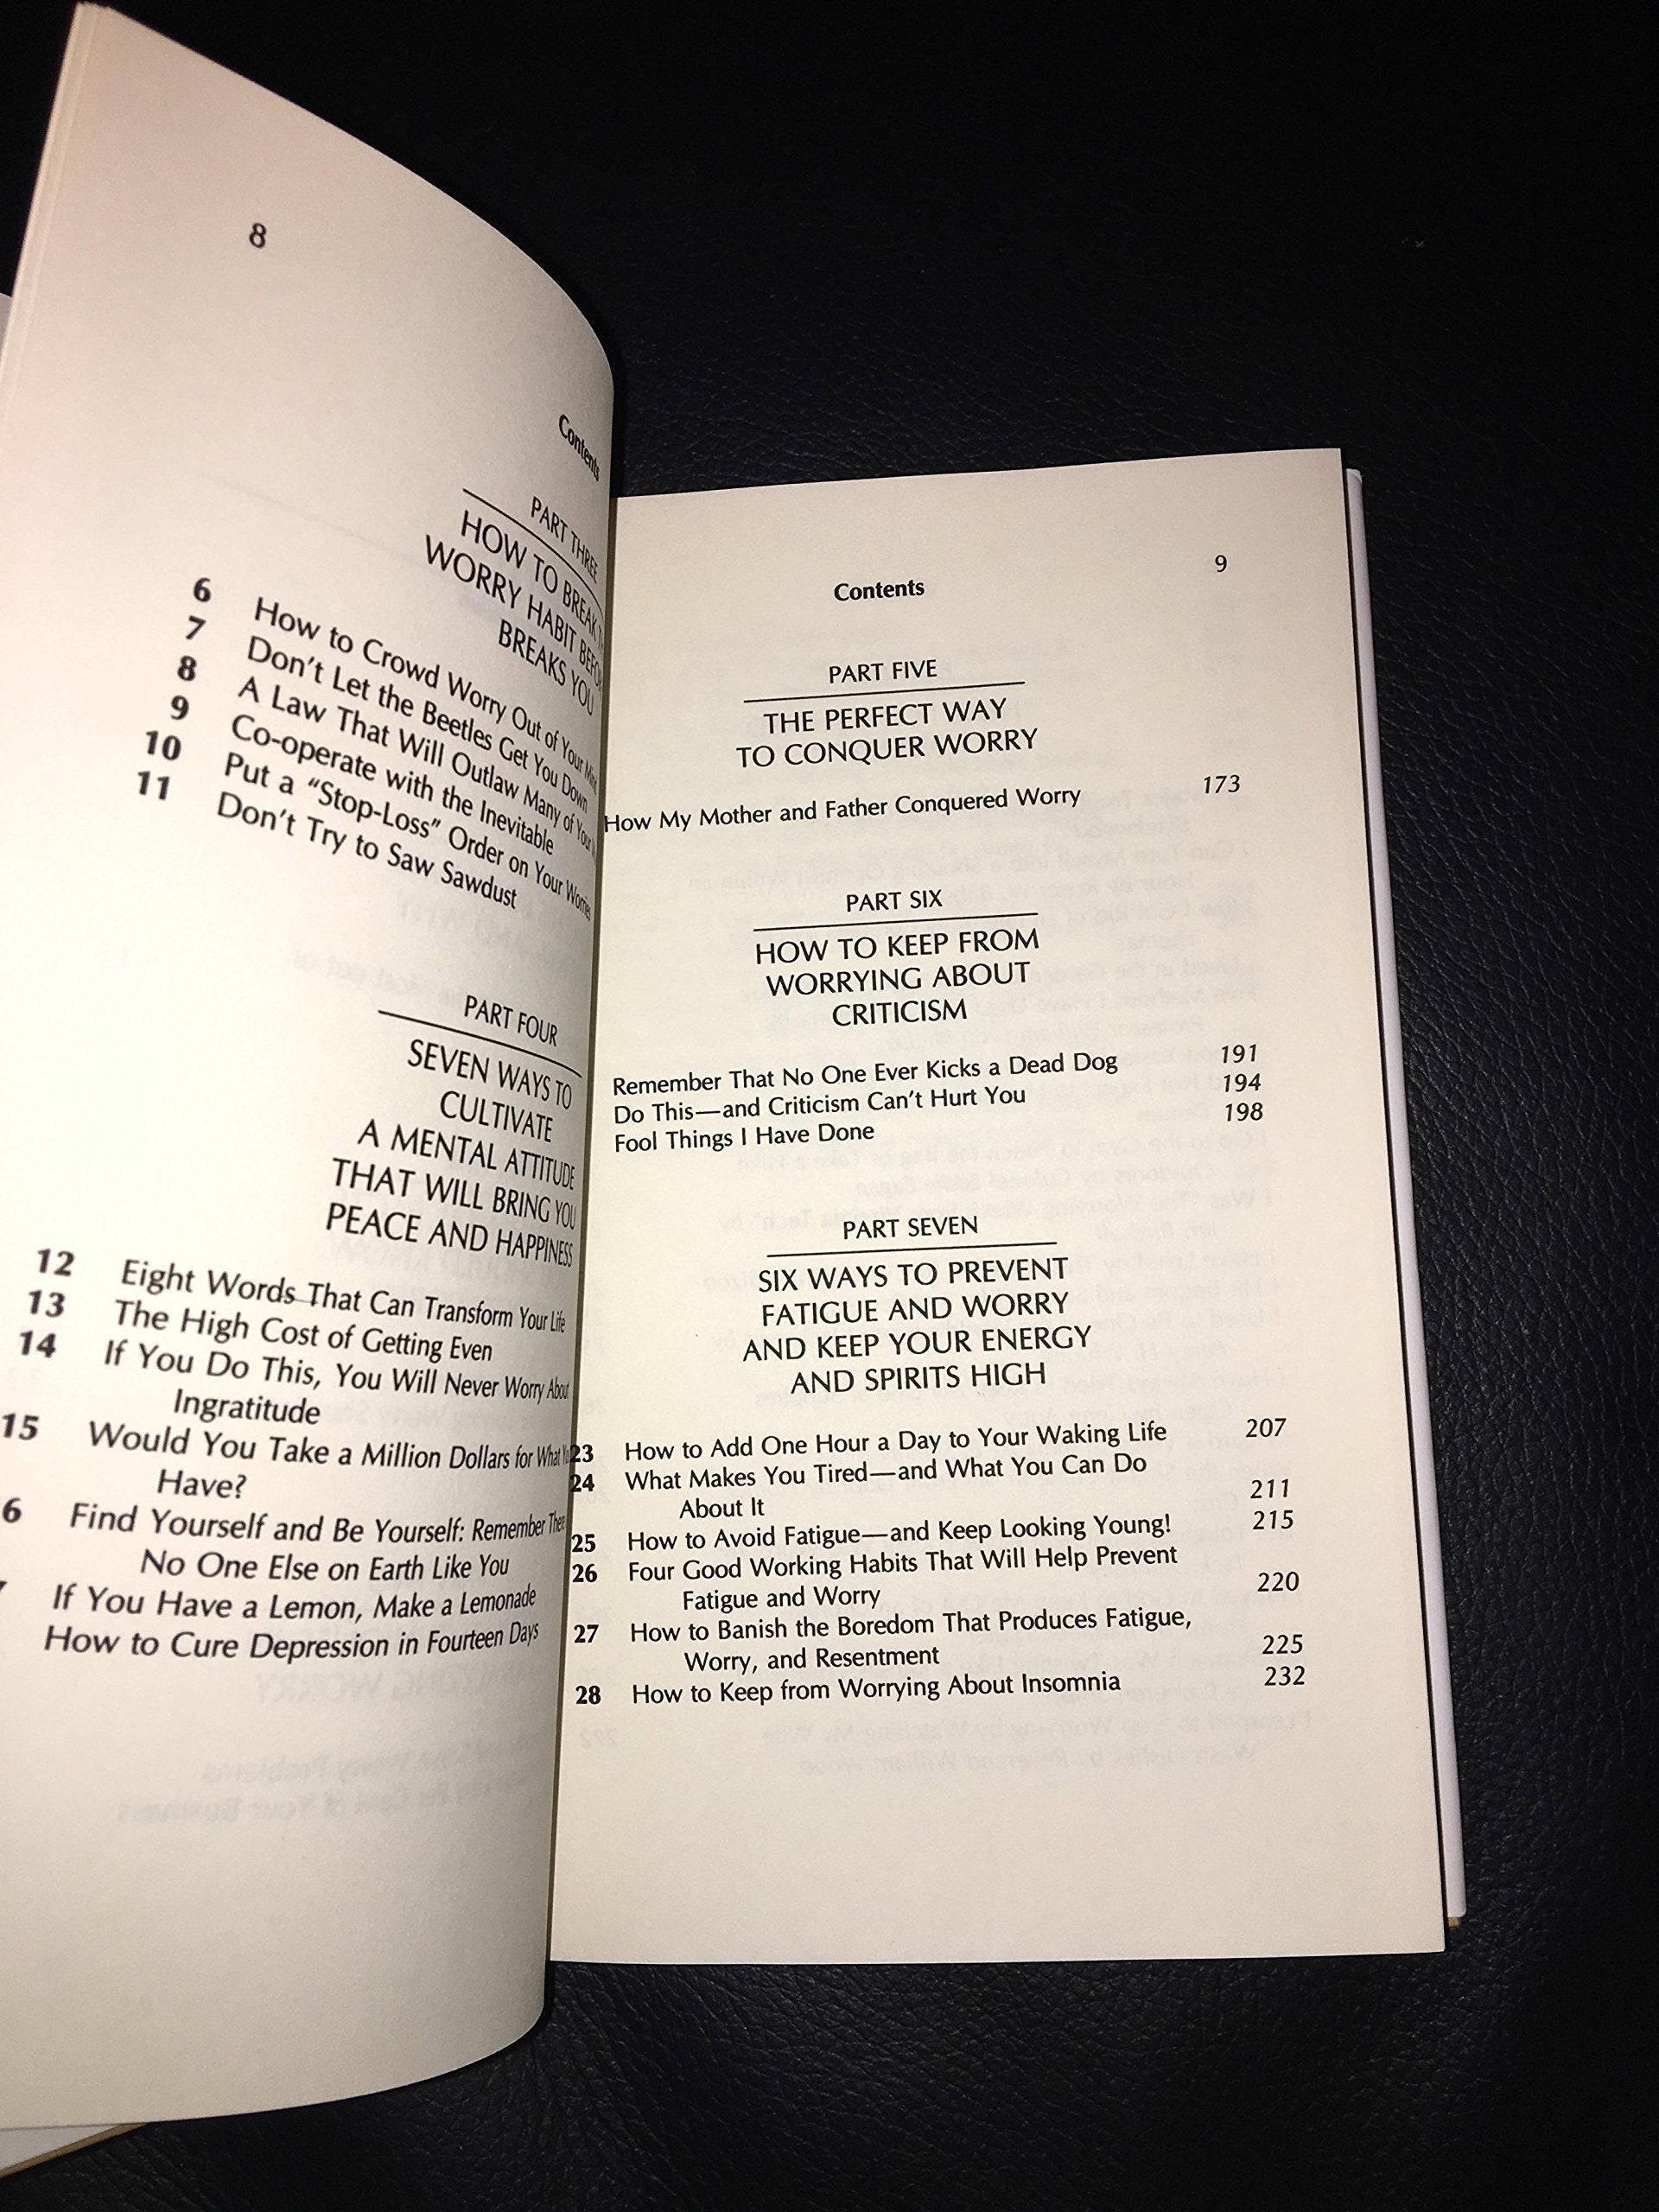 8
Contents
PART THREE
HOW TO BREAK
WORRY HABIT
BREAKS YOU
6 How to Crowd Worry Out of Your
7 Don't Let the Beetles Get You Down
8 A Law That Will Outlaw Many of Your
9 Co-operate with the Inevitable
10 Put a "Stop-Loss" Order on Your Worries
11 Don't Try to Saw Sawdust
PART FOUR
SEVEN WAYS TO
CULTIVATE
A MENTAL ATTITUDE
THAT WILL BRING YOU
PEACE AND HAPPINESS
12 Eight Words That Can Transform Your Life
13 The High Cost of Getting Even
14 If You Do This, You Will Never Worry About
Ingratitude
15 Would You Take a Million Dollars for What
Have?
6 Find Yourself and Be Yourself: Remember
No One Else on Earth Like You
If You Have a Lemon, Make a Lemonade
How to Cure Depression in Fourteen Days
9
Contents
PART FIVE
THE PERFECT WAY
TO CONQUER WORRY
How My Mother and Father Conquered Worry 173
PART SIX
HOW TO KEEP FROM
WORRYING ABOUT
CRITICISM
Remember That No One Ever Kicks a Dead Dog 191
Do This—and Criticism Can't Hurt You 194
Fool Things I Have Done 198
PART SEVEN
SIX WAYS TO PREVENT
FATIGUE AND WORRY
AND KEEP YOUR ENERGY
AND SPIRITS HIGH
23 How to Add One Hour a Day to Your Waking Life 207
24 What Makes You Tired—and What You Can Do
About It 211
25 How to Avoid Fatigue—and Keep Looking Young! 215
26 Four Good Working Habits That Will Help Prevent
Fatigue and Worry 220
27 How to Banish the Boredom That Produces Fatigue,
Worry, and Resentment 225
28 How to Keep from Worrying About Insomnia 232